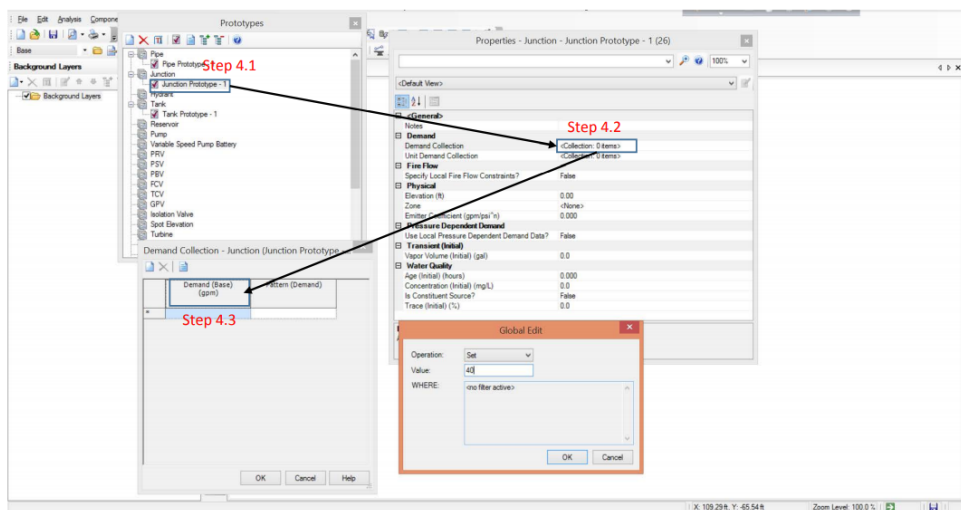 File Edit Analysis Compone
Base
Background Layers
Background Layers
Prototypes
Pipe
Pipe Prototype
Step 4.1
Junction
Junction Prototype - 1
Hydrant
Tank
Tank Prototype - 1
Reservoir
Pump
Variable Speed Pump Battery
PRV
PSV
PBV
FCV
TCV
GPV
Isolation Valve
Spot Elevation
Turbine
Demand Collection - Junction (Junction Prototype -
Demand (Base)
(gpm)
Pattern (Demand)
*
Step 4.3
OK Cancel Help
Properties - Junction - Junction Prototype - 1 (26)
100%
<Default View>
<General>
Notes
Step 4.2
Demand
Demand Collection <Collection: 0 items>
Unit Demand Collection <Collection: 0 items>
Fire Flow
Specify Local Fire Flow Constraints? False
Physical
Elevation (ft) 0.00
Zone <None>
Emitter Coefficient (gpm/psi^n) 0.000
Pressure Dependent Demand
Use Local Pressure Dependent Demand Data? False
Transient (Initial)
Vapor Volume (Initial) (gal) 0.0
Water Quality
Age (Initial) (hours) 0.000
Concentration (Initial) (mg/L) 0.0
Is Constituent Source? False
Trace (Initial) (%) 0.0
Global Edit
Operation: Set
Value: 40
WHERE: <no filter active>
OK Cancel
X: 109.29 ft, Y: -65.54 ft Zoom Level: 100.0 %